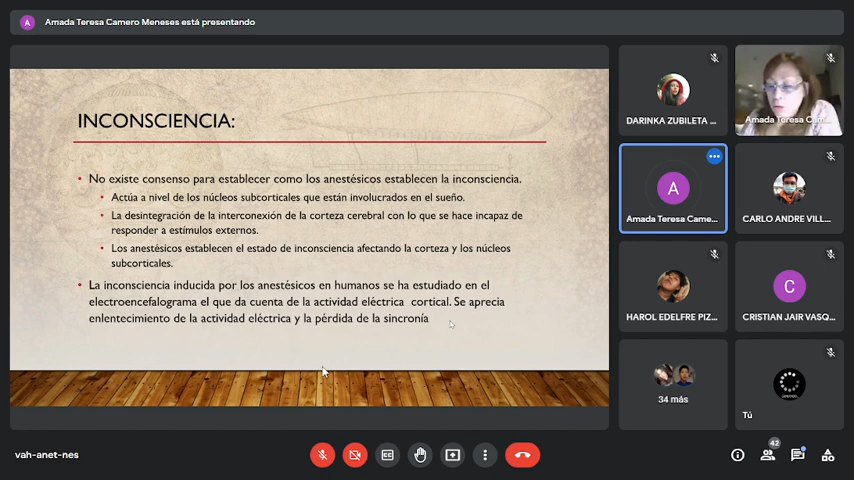 A
Amada Teresa Camero Meneses está presentando
INCONSCIENCIA:
No existe consenso para establecer como los anestésicos establecen la inconsciencia.
Actúa a nivel de los núcleos subcorticales que están involucrados en el sueño.
La desintegración de la interconexión de la corteza cerebral con lo que se hace incapaz de
responder a estímulos externos.
Los anestésicos establecen el estado de inconsciencia afectando la corteza y los núcleos
subcorticales.
La inconsciencia inducida por los anestésicos en humanos se ha estudiado en el
electroencefalograma el que da cuenta de la actividad eléctrica cortical. Se aprecia
enlentecimiento de la actividad eléctrica y la pérdida de la sincronía
DARINKA ZUBILETA ...
Amada Teresa Cam...
A
Amada Teresa Came...
CARLO ANDRE VILL...
HAROL EDELFRE PIZ...
C
CRISTIAN JAIR VASQ...
34 más
Tú
vah-anet-nes
CC
42